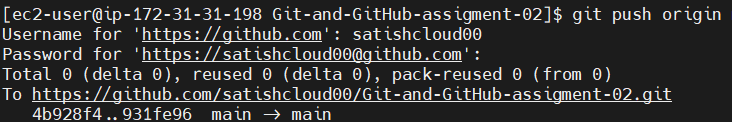 [ec2-user@ip-172-31-31-198 Git-and-GitHub-assigment-02]$ git push origin
Username for 'https://github.com': satishcloud00
Password for 'https://satishcloud00@github.com':
Total 0 (delta 0), reused 0 (delta 0), pack-reused 0 (from 0)
To https://github.com/satishcloud00/Git-and-GitHub-assigment-02.git
   4b928f4..931fe96  main -> main